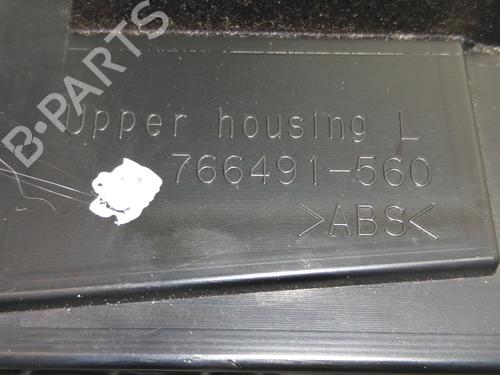 B-PARTS
Upper housing L
766491-560
>ABS<